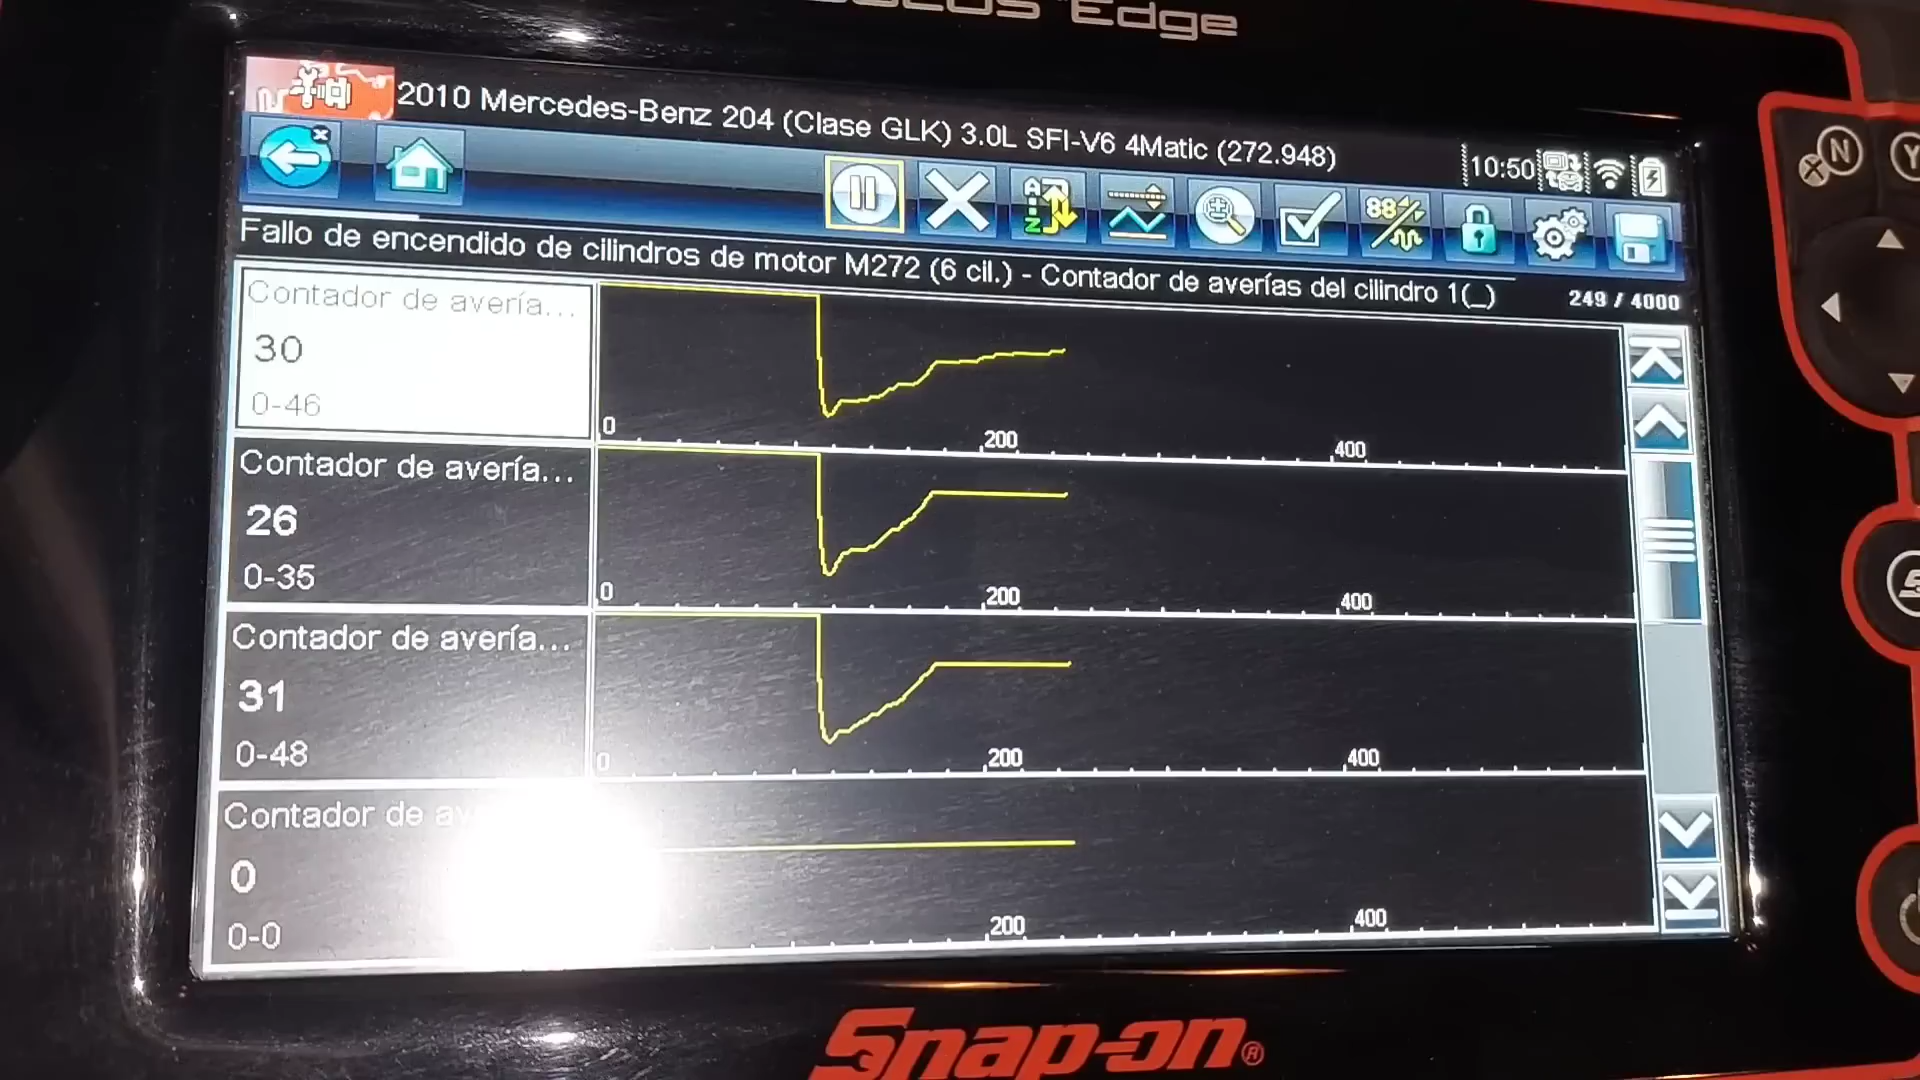 Edge
2010 Mercedes-Benz 204 (Clase GLK) 3.0L SFI-V6 4Matic (272.948)
10:50
N
Y
A
Z
88
Fallo de encendido de cilindros de motor M272 (6 cil.) - Contador de averías del cilindro 1(_)
249 / 4000
Contador de avería...
30
0-46
0 200 400
Contador de avería...
26
0-35
0 200 400
Contador de avería...
31
0-48
0 200 400
Contador de
0
0-0
200 400
Snap-on®